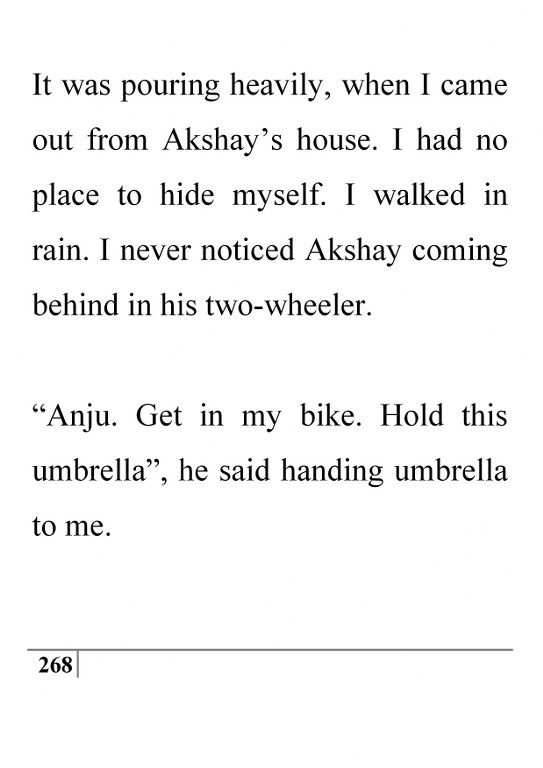 It was pouring heavily, when I came
out from Akshay’s house. I had no
place to hide myself. I walked in
rain. I never noticed Akshay coming
behind in his two-wheeler.
“Anju. Get in my bike. Hold this
umbrella”, he said handing umbrella
to me.
268